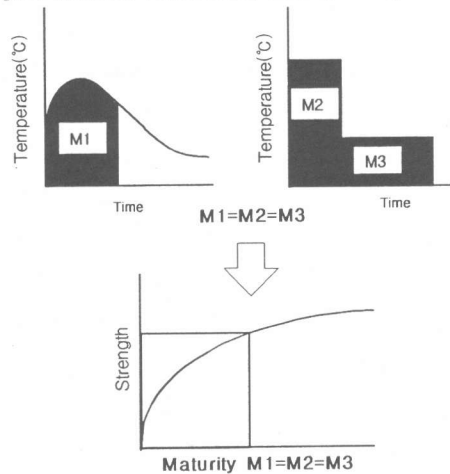 Temperature(℃)
M1
Time
Temperature(℃)
M2
M3
Time
M1=M2=M3
Strength
Maturity M1=M2=M3